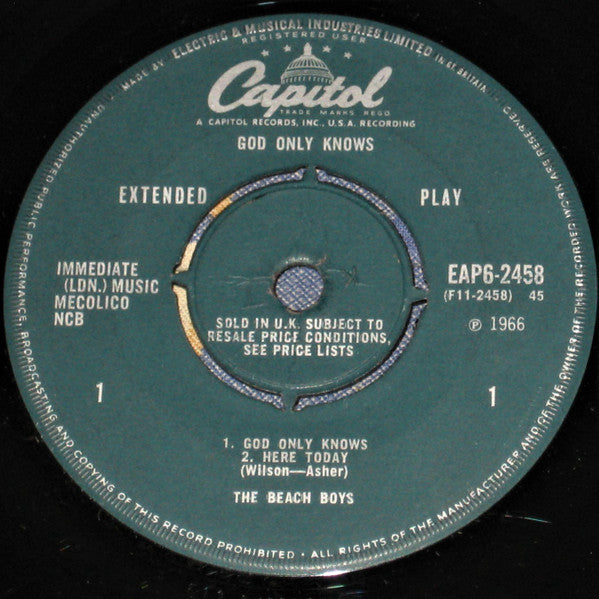 MADE BY ELECTRIC & MUSICAL INDUSTRIES LIMITED IN GT. BRITAIN
REGISTERED USER
Capitol
TRADE MARKS REGD
A CAPITOL RECORDS, INC., U.S.A. RECORDING
GOD ONLY KNOWS
EXTENDED PLAY
IMMEDIATE
(LDN.) MUSIC
MECOLICO
NCB
EAP6-2458
(F11-2458) 45
℗ 1966
SOLD IN U.K. SUBJECT TO
RESALE PRICE CONDITIONS,
SEE PRICE LISTS
1 1
1. GOD ONLY KNOWS
2. HERE TODAY
(Wilson—Asher)
THE BEACH BOYS
ALL RIGHTS OF THE MANUFACTURER AND OF THE OWNER OF THE RECORDED WORK ARE RESERVED
UNAUTHORISED PUBLIC PERFORMANCE, BROADCASTING AND COPYING OF THIS RECORD PROHIBITED •